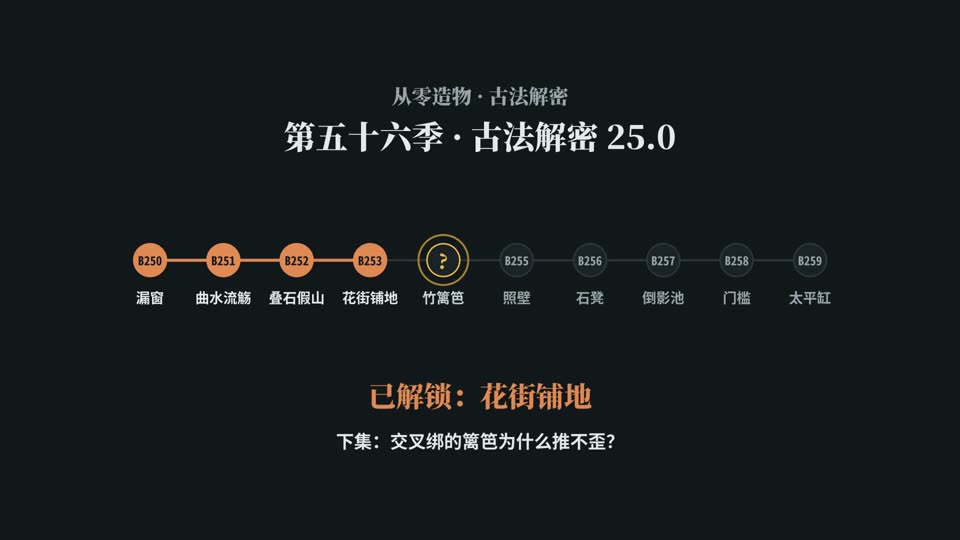 从零造物 · 古法解密
第五十六季 · 古法解密 25.0
B250 B251 B252 B253 ? B255 B256 B257 B258 B259
漏窗 曲水流觞 叠石假山 花街铺地 竹篱笆 照壁 石凳 倒影池 门槛 太平缸
已解锁：花街铺地
下集：交叉绑的篱笆为什么推不歪？